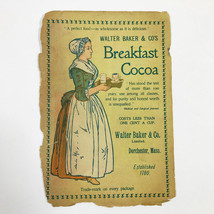 "A perfect food — as wholesome as it is delicious"
WALTER BAKER & CO'S
Breakfast
Cocoa
"Has stood the test
of more than one
years' use among all classes,
and for purity and honest worth
is unequalled."
COSTS LESS THAN
ONE CENT A CUP
Walter Baker & Co.
Limited
Dorchester, Mass.
Established
1780.
Trade-mark on every package.